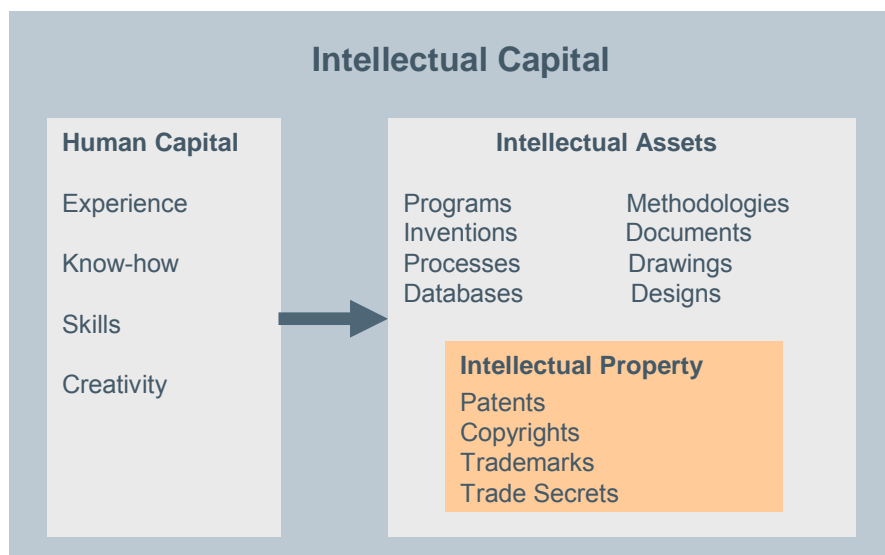 Intellectual Capital
Human Capital
Experience
Know-how
Skills
Creativity
Intellectual Assets
Programs Methodologies
Inventions Documents
Processes Drawings
Databases Designs
Intellectual Property
Patents
Copyrights
Trademarks
Trade Secrets